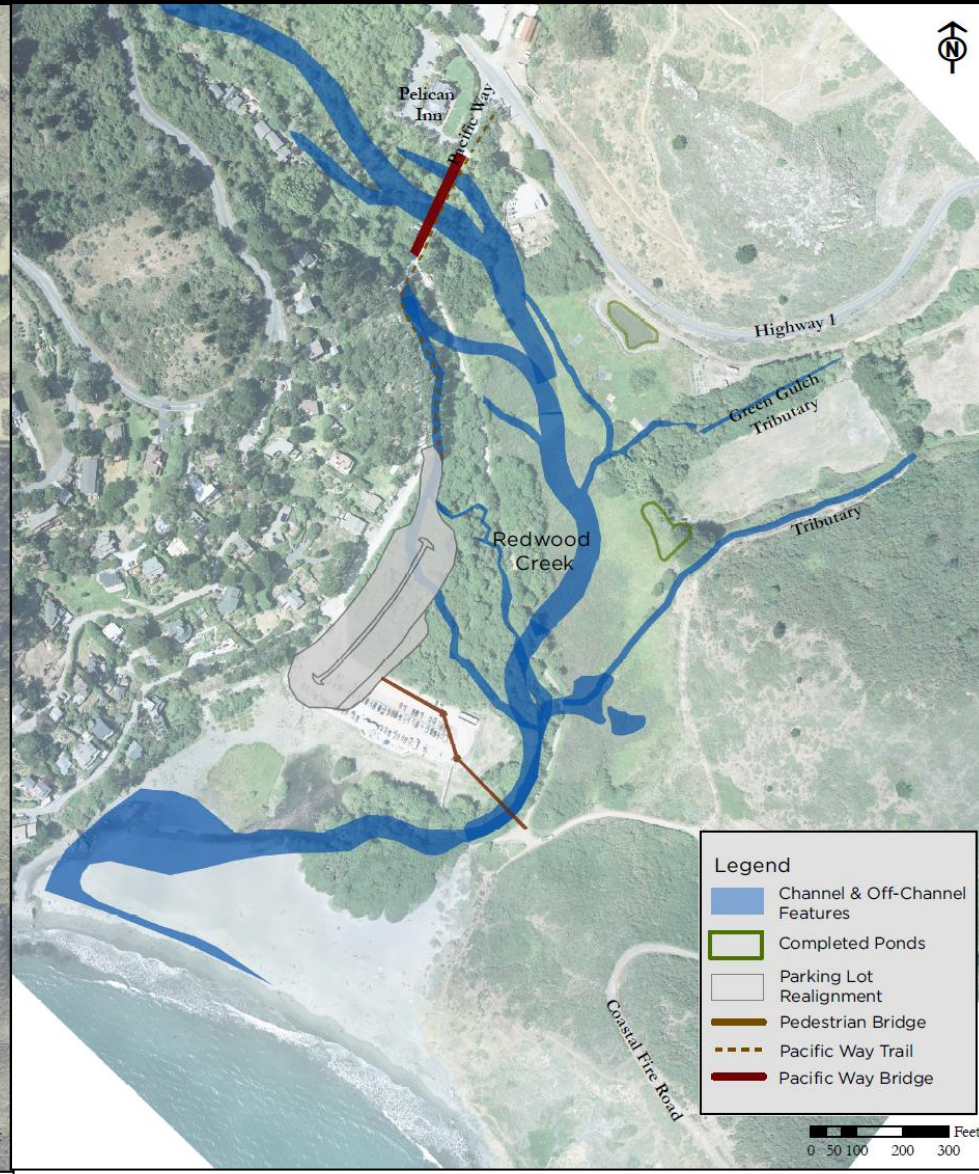 N
Pelican
Inn
Pacific Way
Highway 1
Green Gulch
Tributary
Tributary
Redwood
Creek
Coastal Fire Road
Legend
Channel & Off-Channel
Features
Completed Ponds
Parking Lot
Realignment
Pedestrian Bridge
Pacific Way Trail
Pacific Way Bridge
Feet
0 50 100 200 300